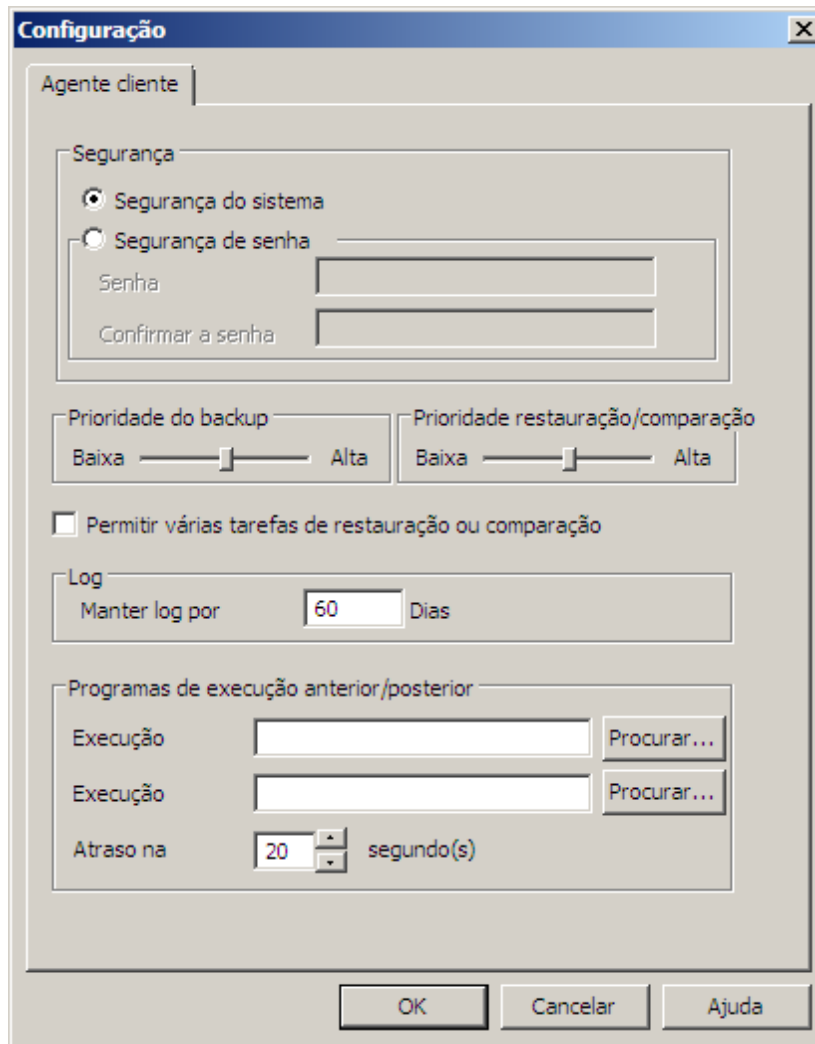 Configuração
Agente cliente
Segurança
Segurança do sistema
Segurança de senha
Senha
Confirmar a senha
Prioridade do backup
Baixa Alta
Prioridade restauração/comparação
Baixa Alta
Permitir várias tarefas de restauração ou comparação
Log
Manter log por 60 Dias
Programas de execução anterior/posterior
Execução Procurar...
Execução Procurar...
Atraso na 20 segundo(s)
OK Cancelar Ajuda